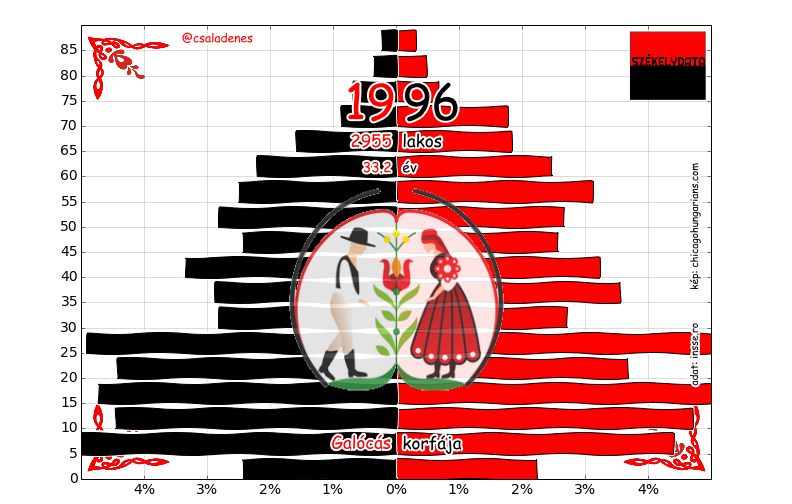 @csaladenes
SZÉKELYDATA
1996
2955 lakos
33.2 év
kép: chicagohungarians.com
adat: insse.ro
Galócás korfája
85
80
75
70
65
60
55
50
45
40
35
30
25
20
15
10
5
0
4% 3% 2% 1% 0% 1% 2% 3% 4%